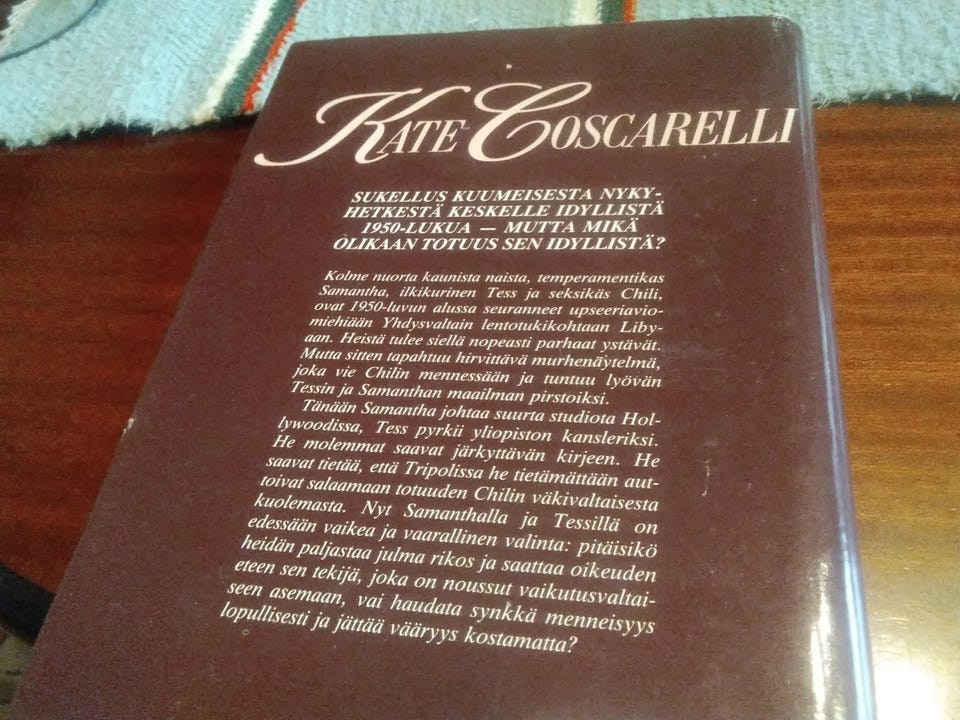 KATE COSCARELLI
SUKELLUS KUUMEISESTA NYKY-
HETKESTÄ KESKELLE IDYLLISTÄ
1950-LUKUA — MUTTA MIKÄ
OLIKAAN TOTUUS SEN IDYLLISTÄ?
Kolme nuorta kaunista naista, temperamentikas
Samantha, ilkikurinen Tess ja seksikäs Chili,
ovat 1950-luvun alussa seuranneet upseeriavio-
miehiään Yhdysvaltain lentotukikohtaan Liby-
aan. Heistä tulee siellä nopeasti parhaat ystävät.
Mutta sitten tapahtuu hirvittävä murhenäytelmä,
joka vie Chilin mennessään ja tuntuu lyövän
Tessin ja Samanthan maailman pirstoiksi.
Tänään Samantha johtaa suurta studiota Hol-
lywoodissa, Tess pyrkii yliopiston kansleriksi.
He molemmat saavat järkyttävän kirjeen. He
saavat tietää, että Tripolissa he tietämättään aut-
toivat salaamaan totuuden Chilin väkivaltaisesta
kuolemasta. Nyt Samanthalla ja Tessillä on
edessään vaikea ja vaarallinen valinta: pitäisikö
heidän paljastaa julma rikos ja saattaa oikeuden
eteen sen tekijä, joka on noussut vaikutusvaltai-
seen asemaan, vai haudata synkkä menneisyys
lopullisesti ja jättää vääryys kostamatta?